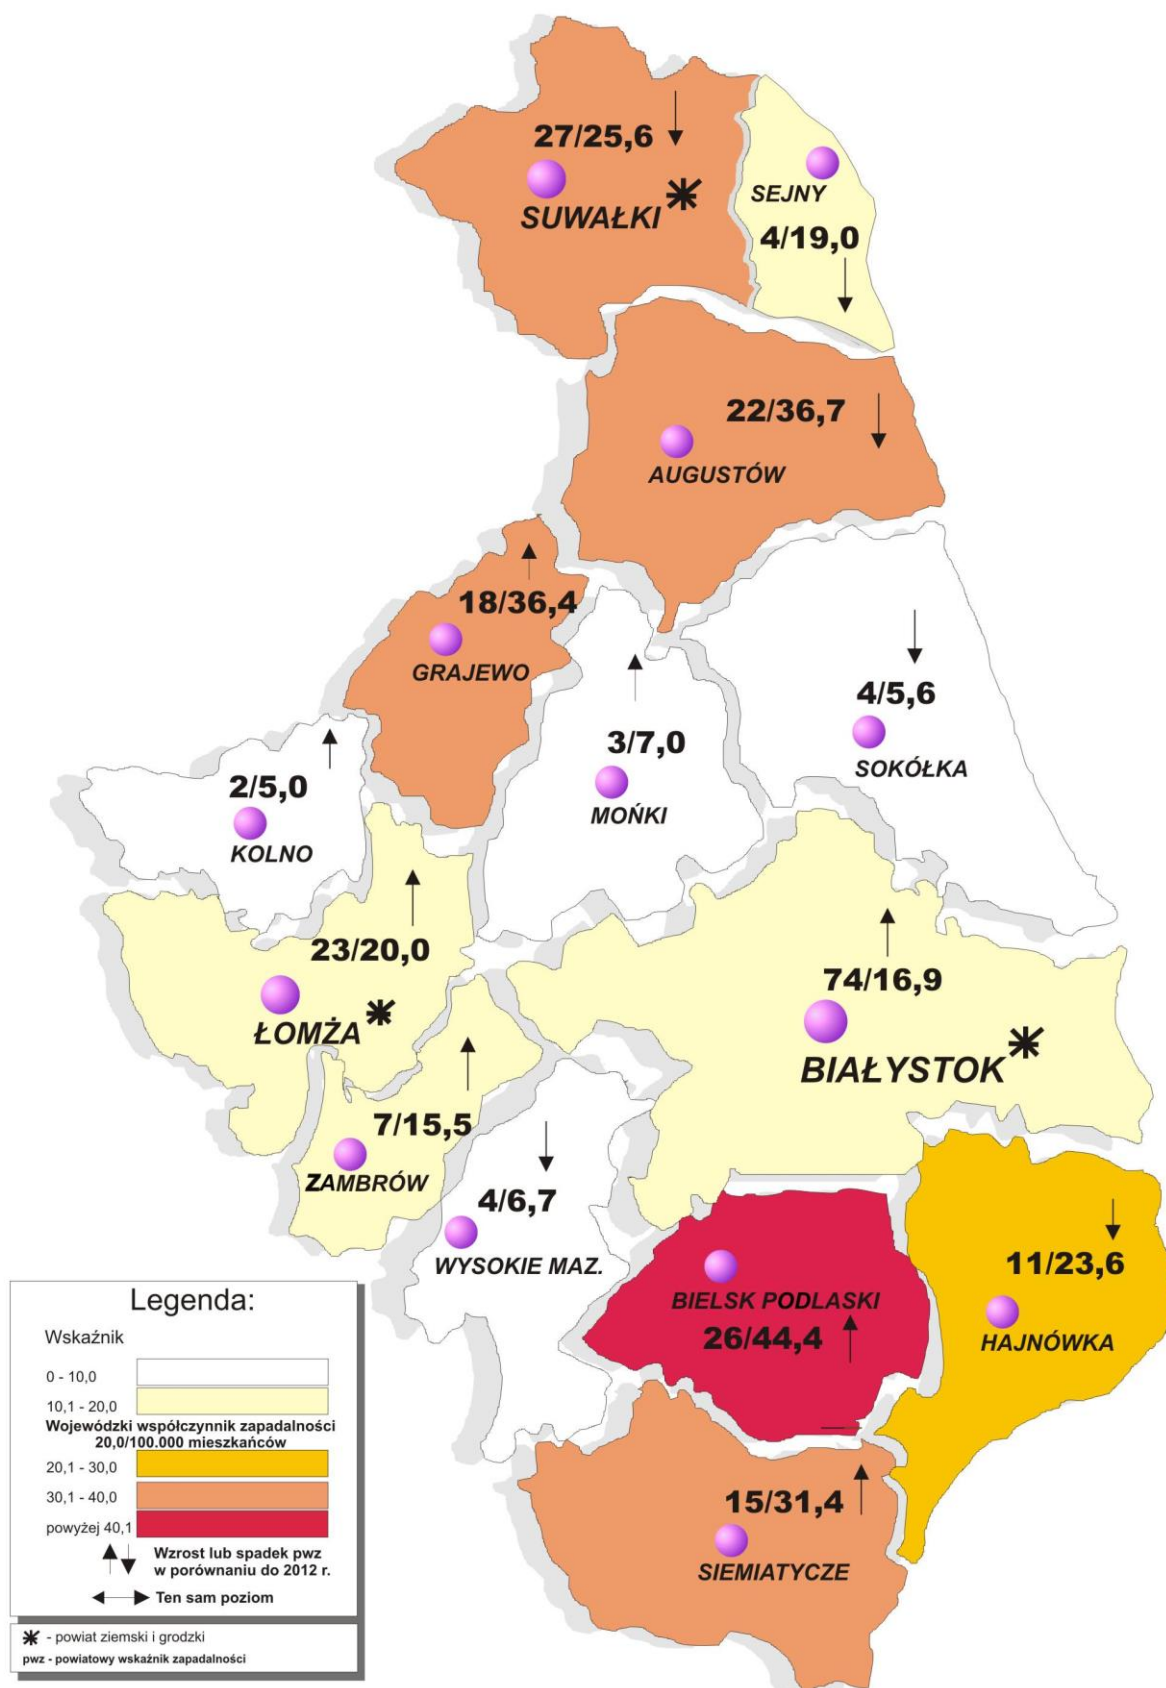 27/25,6
SUWAŁKI
SEJNY
4/19,0
22/36,7
AUGUSTÓW
18/36,4
GRAJEWO
4/5,6
SOKÓŁKA
3/7,0
MOŃKI
2/5,0
KOLNO
23/20,0
ŁOMŻA
74/16,9
BIAŁYSTOK
7/15,5
ZAMBRÓW
4/6,7
WYSOKIE MAZ.
BIELSK PODLASKI
26/44,4
11/23,6
HAJNÓWKA
15/31,4
SIEMIATYCZE
Legenda:
Wskaźnik
0 - 10,0
10,1 - 20,0
Wojewódzki współczynnik zapadalności
20,0/100.000 mieszkańców
20,1 - 30,0
30,1 - 40,0
powyżej 40,1
Wzrost lub spadek pwz
w porównaniu do 2012 r.
Ten sam poziom
- powiat ziemski i grodzki
pwz - powiatowy wskaźnik zapadalności